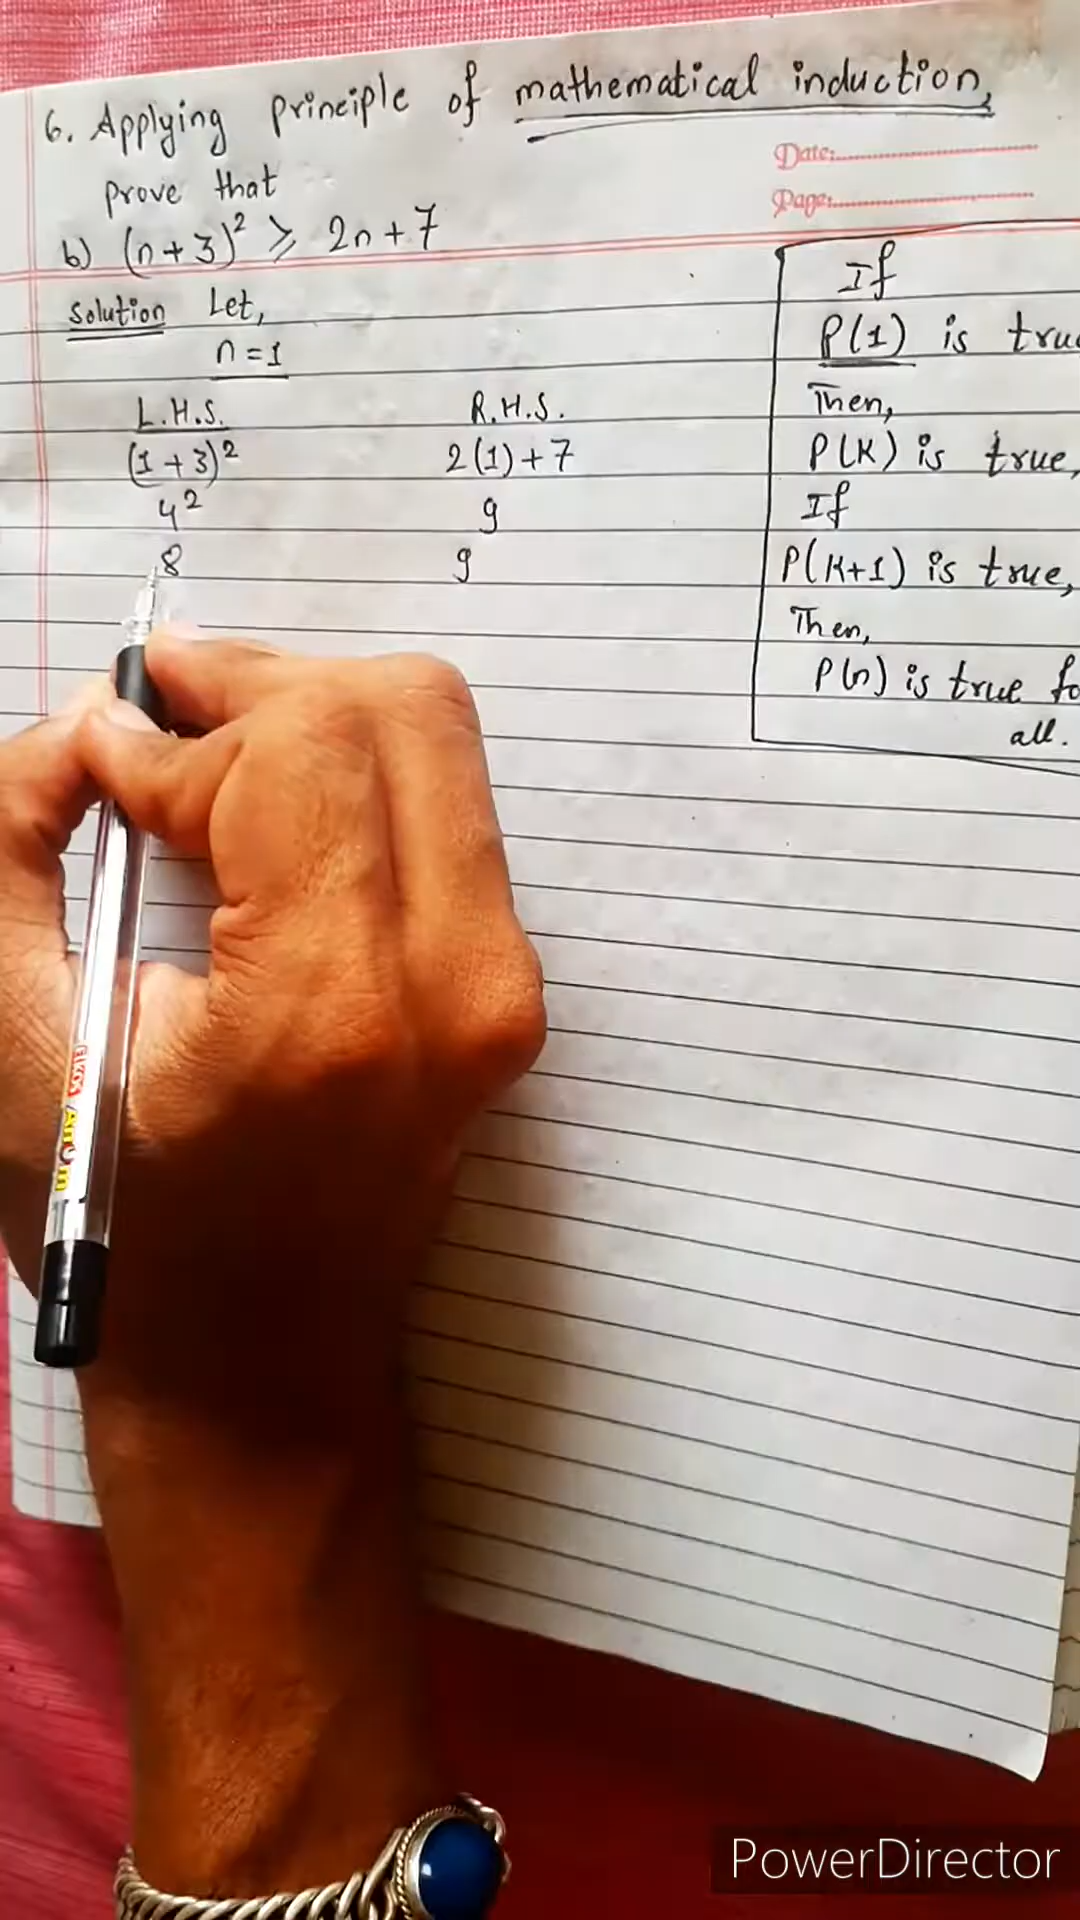 6. Applying principle of mathematical induction,
Date:
Page:
prove that
b) (n+3)² ≥ 2n+7
Solution Let,
n = 1
L.H.S. R.H.S.
(1+3)² 2(1)+7
4² 9
8 9
If
P(1) is true
Then,
P(K) is true,
If
P(K+1) is true,
Then,
P(n) is true fo
all.
PowerDirector